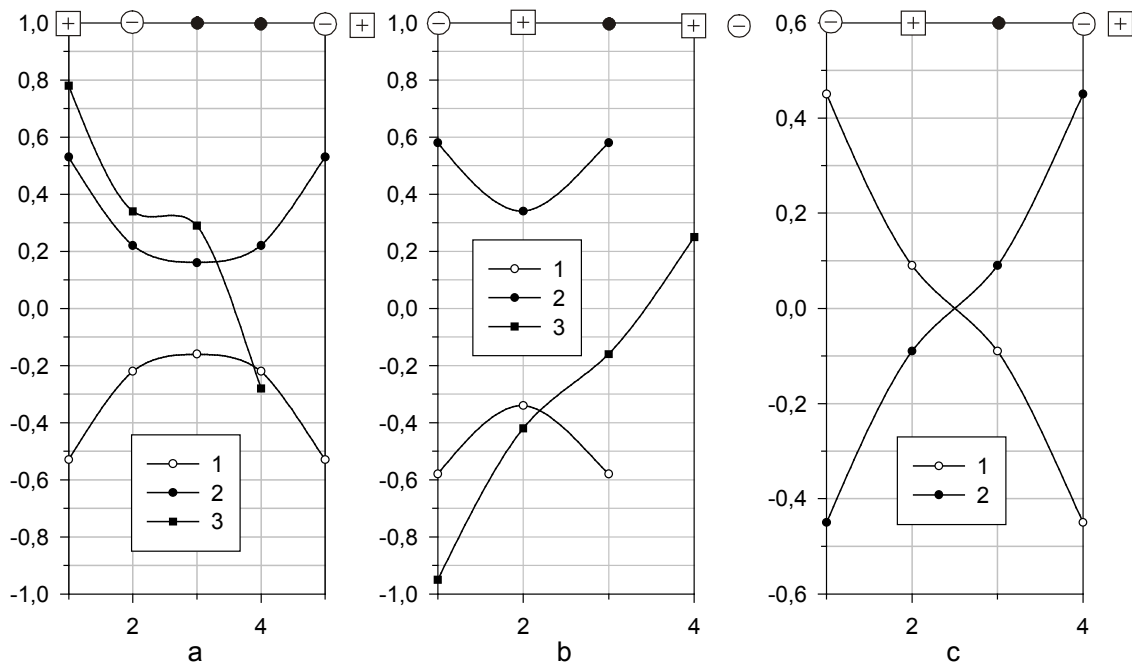 + − − + − + + − − + − +
1,0 1,0 0,6
0,8 0,8
0,6 0,6 0,4
0,4 0,4
0,2 0,2 0,2
0,0 0,0 0,0
-0,2 -0,2 -0,2
-0,4 -0,4
-0,6 -0,6 -0,4
-0,8 -0,8
-1,0 -1,0 -0,6
1
2
3
1
2
3
1
2
2 4 2 4 2 4
a b c